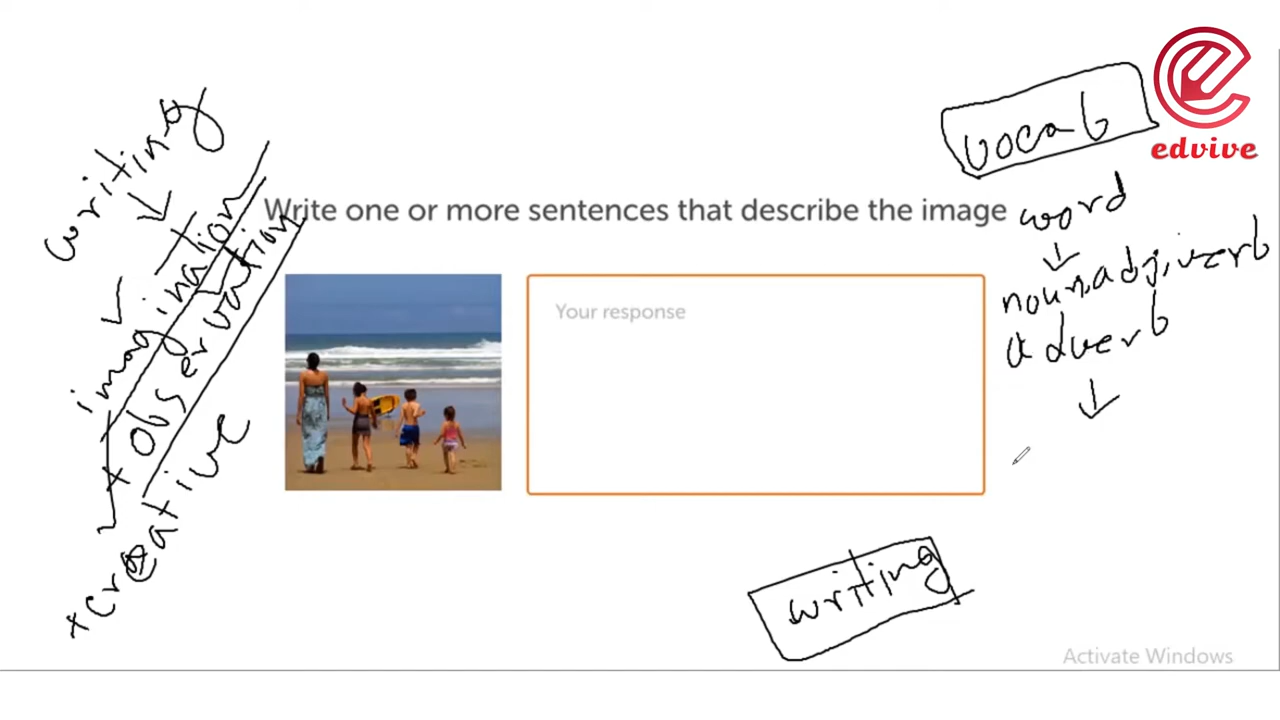 writing
imagination
+ observation
+ creative
Write one or more sentences that describe the image
Your response
vocab
edvive
word
noun, adj, verb
adverb
writing
Activate Windows